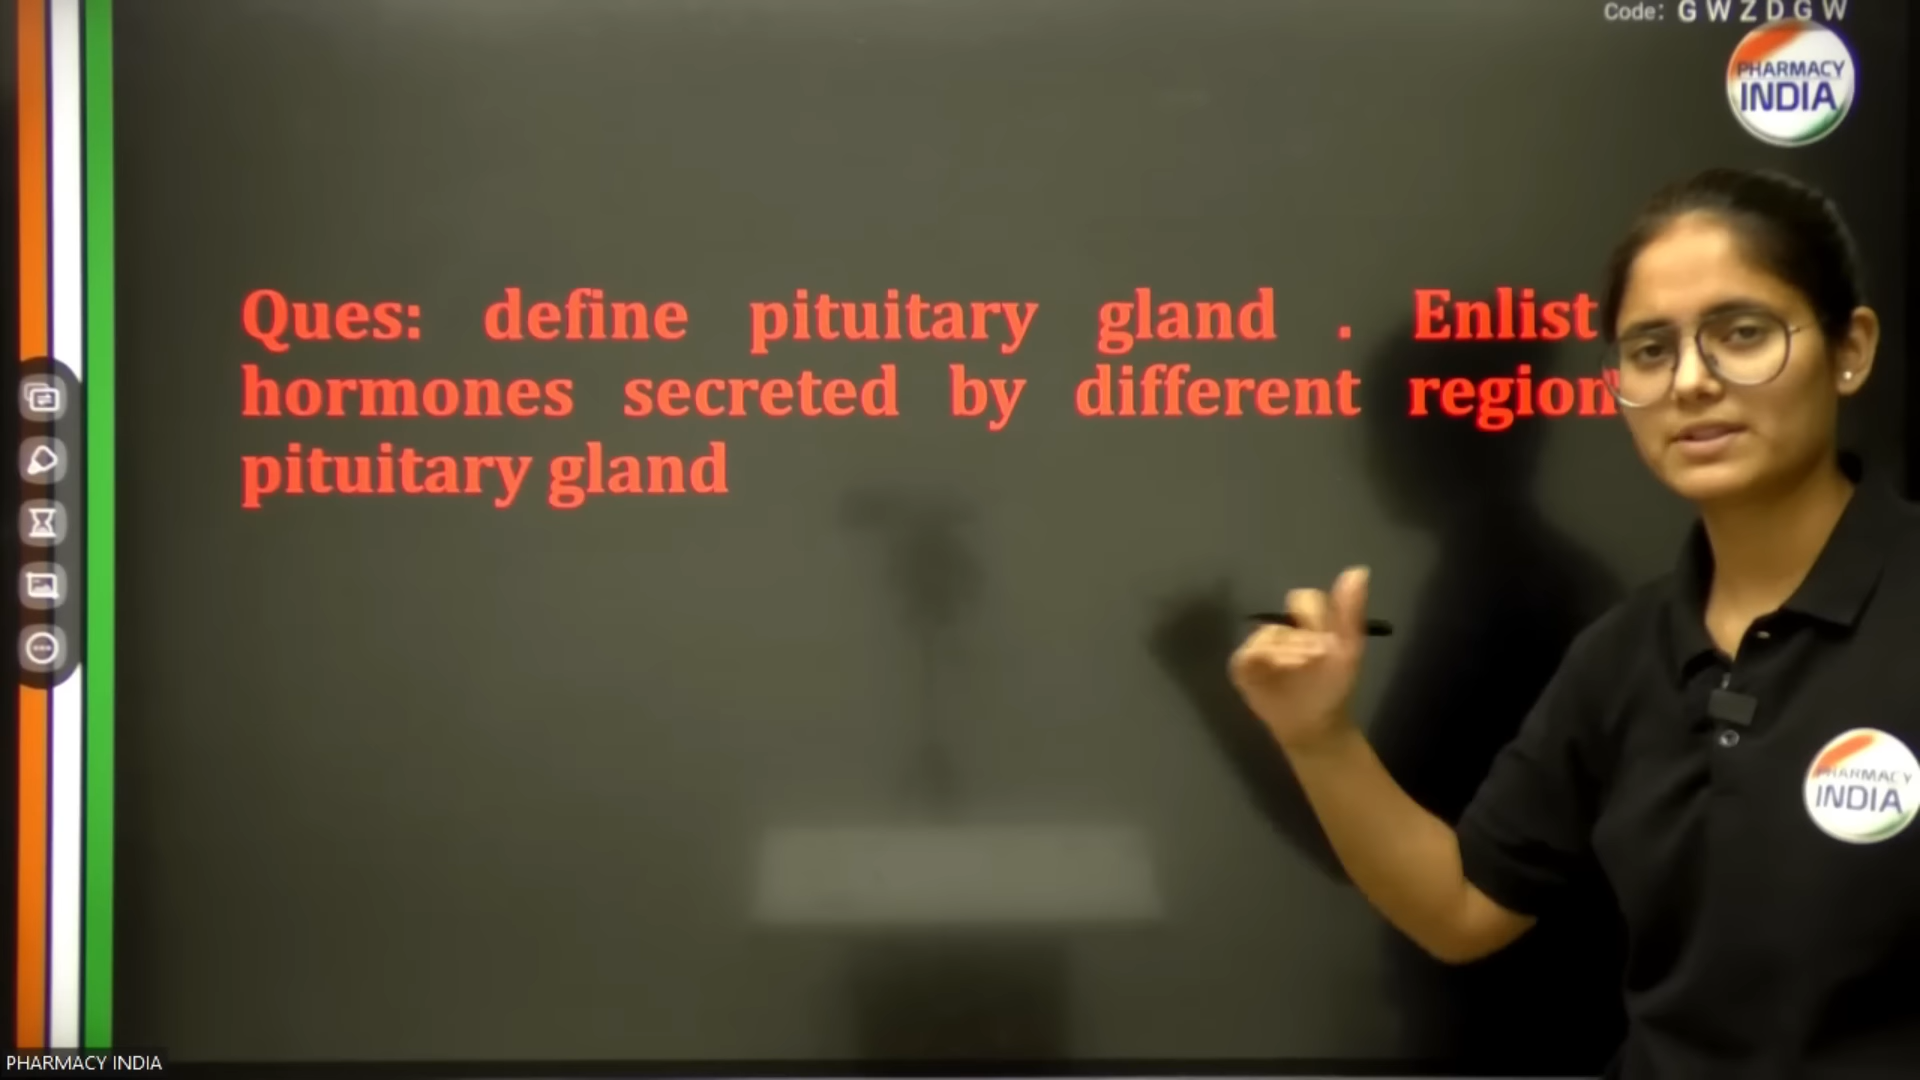 Code: G W Z D G W
PHARMACY
INDIA
Ques: define pituitary gland . Enlist
hormones secreted by different region
pituitary gland
PHARMACY
INDIA
PHARMACY INDIA